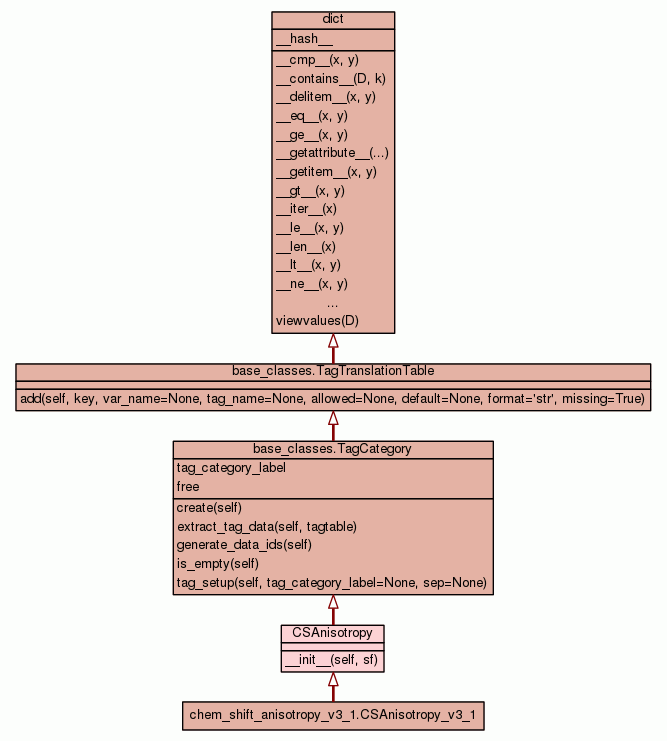 dict
__hash__
__cmp__(x, y)
__contains__(D, k)
__delitem__(x, y)
__eq__(x, y)
__ge__(x, y)
__getattribute__(...)
__getitem__(x, y)
__gt__(x, y)
__iter__(x)
__le__(x, y)
__len__(x)
__lt__(x, y)
__ne__(x, y)
...
viewvalues(D)
base_classes.TagTranslationTable
add(self, key, var_name=None, tag_name=None, allowed=None, default=None, format='str', missing=True)
base_classes.TagCategory
tag_category_label
free
create(self)
extract_tag_data(self, tagtable)
generate_data_ids(self)
is_empty(self)
tag_setup(self, tag_category_label=None, sep=None)
CSAnisotropy
__init__(self, sf)
chem_shift_anisotropy_v3_1.CSAnisotropy_v3_1